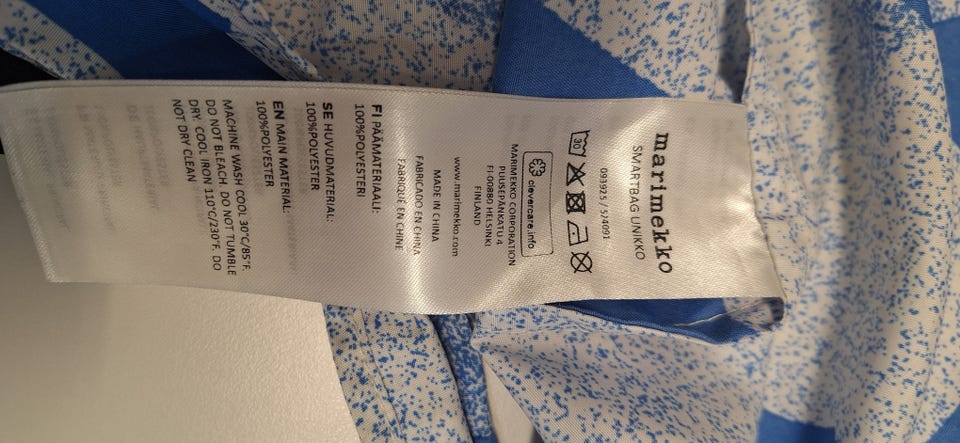 marimekko
SMARTBAG UNIKKO
093925 / 574091
30
clevercare.info
MARIMEKKO CORPORATION
PUUSEPÄNKATU 4
FI-00880 HELSINKI
FINLAND
www.marimekko.com
MADE IN CHINA
FABRICADO EN CHINA
FABRIQUÉ EN CHINE
FI PÄÄMATERIAALI:
100%POLYESTERI
SE HUVUDMATERIAL:
100%POLYESTER
EN MAIN MATERIAL:
100%POLYESTER
MACHINE WASH COOL 30°C/85°F.
DO NOT BLEACH. DO NOT TUMBLE
DRY. COOL IRON 110°C/230°F. DO
NOT DRY CLEAN